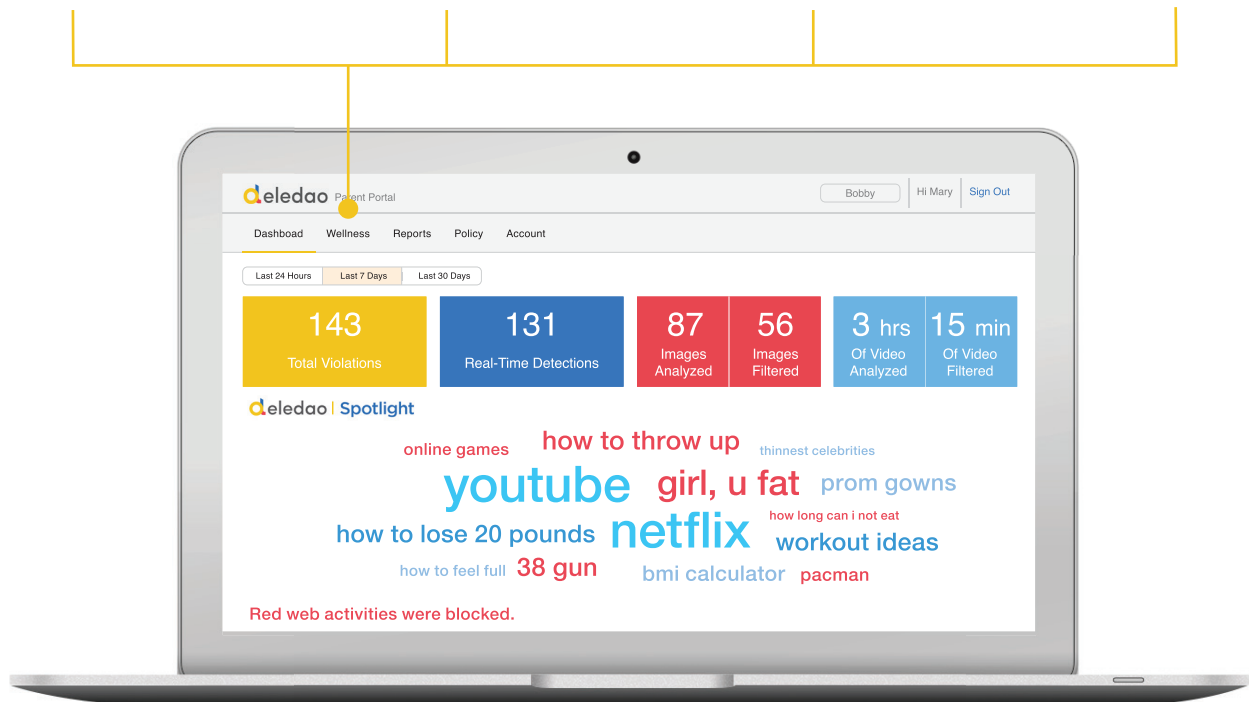 deledao Parent Portal
Bobby
Hi Mary
Sign Out
Dashboad
Wellness
Reports
Policy
Account
Last 24 Hours
Last 7 Days
Last 30 Days
143
Total Violations
131
Real-Time Detections
87
Images
Analyzed
56
Images
Filtered
3 hrs
Of Video
Analyzed
15 min
Of Video
Filtered
deledao | Spotlight
online games
how to throw up
thinnest celebrities
youtube
girl, u fat
prom gowns
how to lose 20 pounds
netflix
how long can i not eat
workout ideas
how to feel full
38 gun
bmi calculator
pacman
Red web activities were blocked.